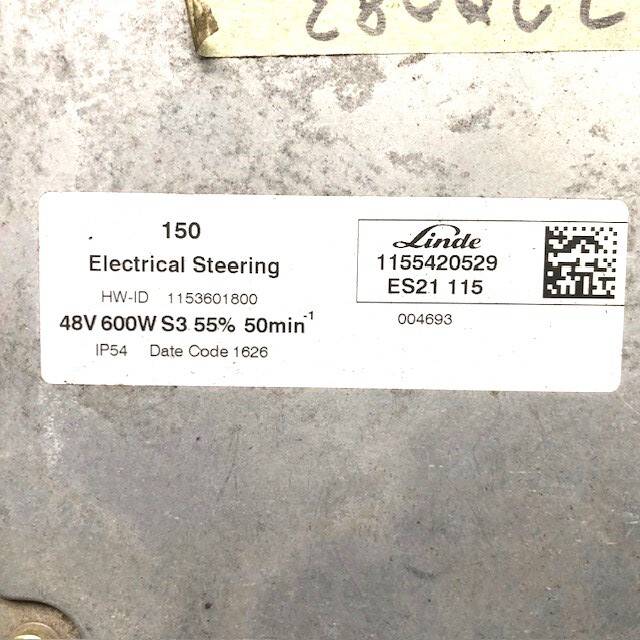 150
Electrical Steering
HW-ID 1153601800
48V 600W S3 55% 50min-1
IP54 Date Code 1626
Linde
1155420529
ES21 115
004693